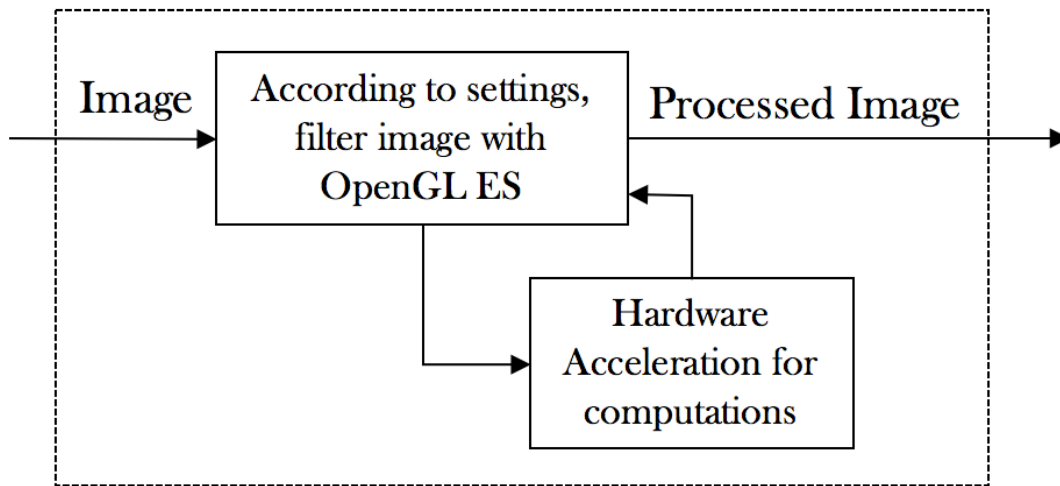 Image
According to settings,
filter image with
OpenGL ES
Processed Image
Hardware
Acceleration for
computations